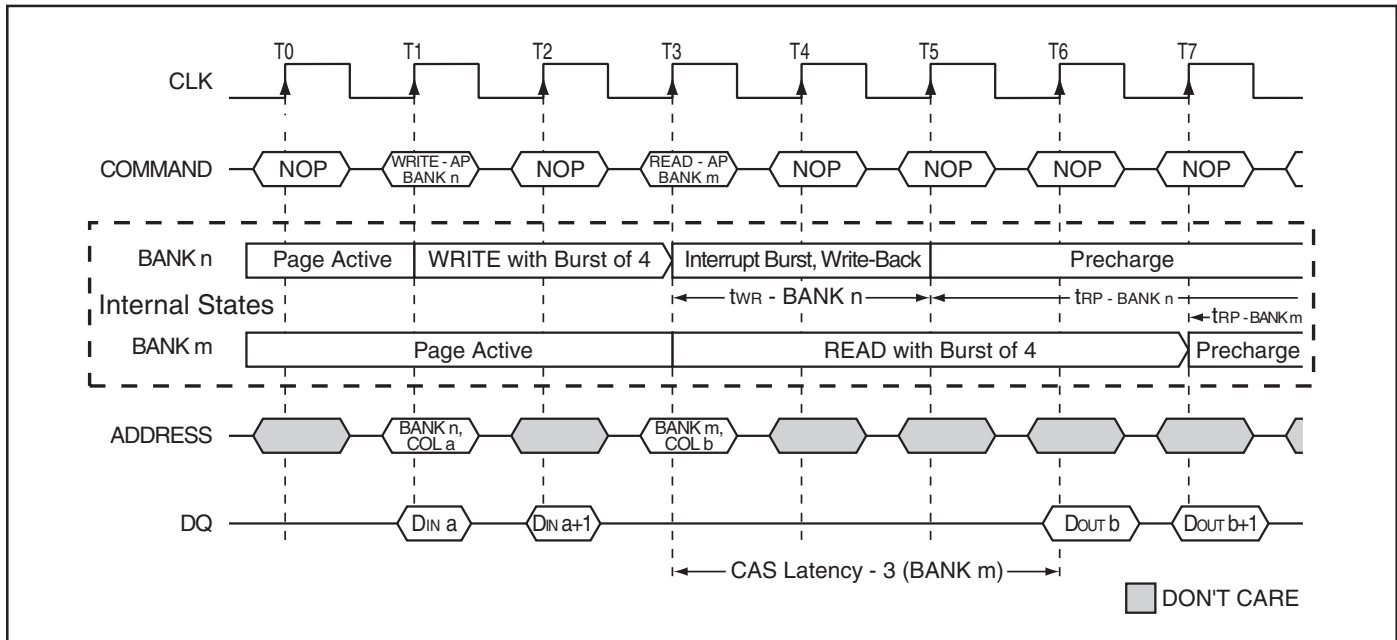 T0 T1 T2 T3 T4 T5 T6 T7
CLK
COMMAND NOP WRITE - AP BANK n NOP READ - AP BANK m NOP NOP NOP NOP
BANK n Page Active WRITE with Burst of 4 Interrupt Burst, Write-Back Precharge
tWR - BANK n tRP - BANK n
Internal States
tRP - BANK m
BANK m Page Active READ with Burst of 4 Precharge
ADDRESS BANK n, COL a BANK m, COL b
DQ DIN a DIN a+1 DOUT b DOUT b+1
CAS Latency - 3 (BANK m)
DON'T CARE